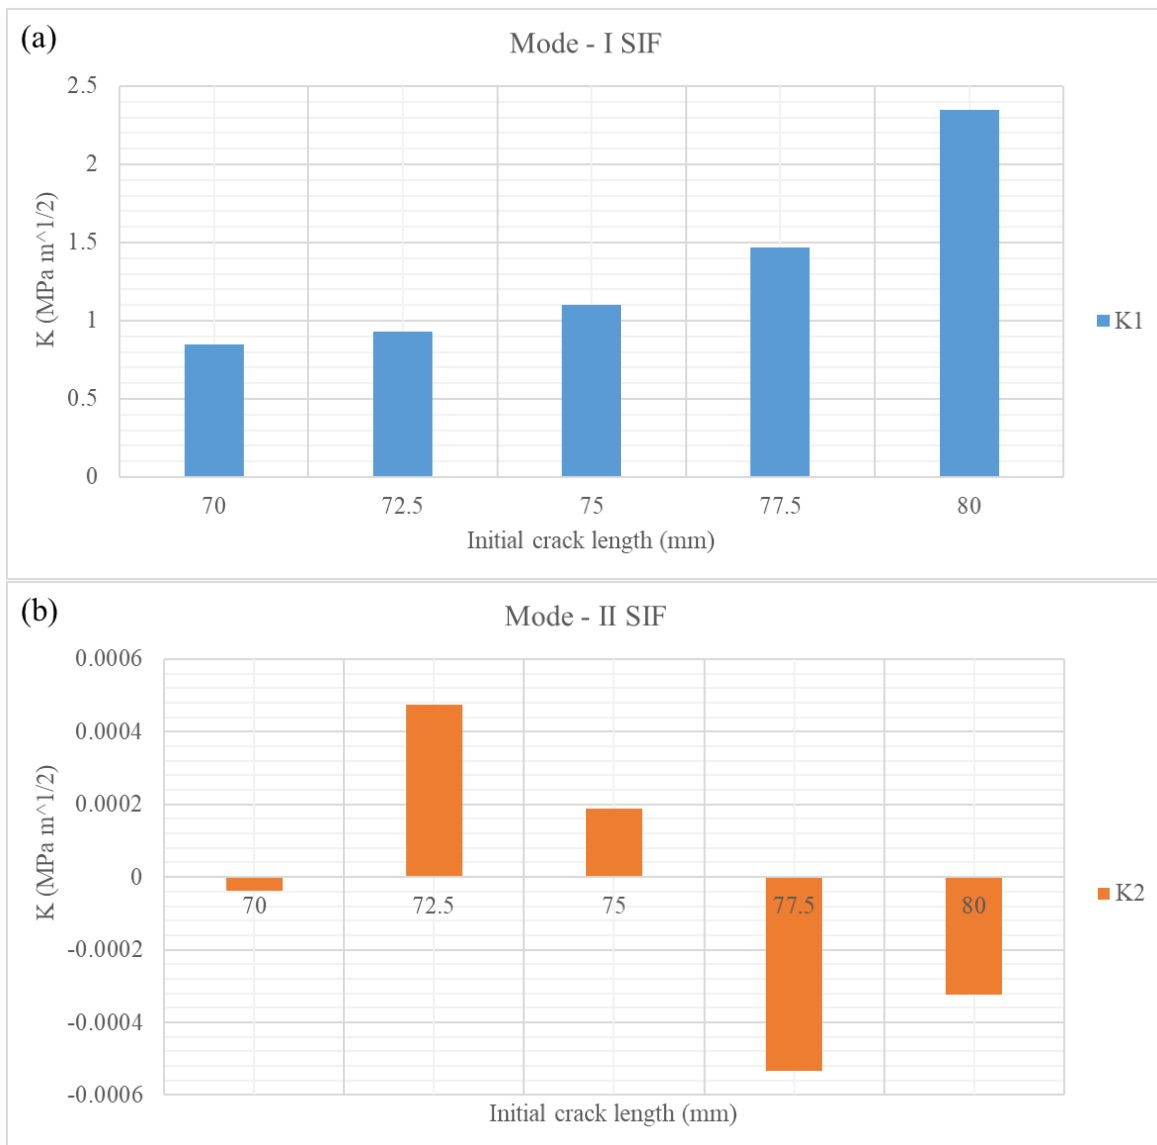 (a)
Mode - I SIF
2.5
2
1.5
1
0.5
0
K (MPa m^1/2)
70 72.5 75 77.5 80
Initial crack length (mm)
K1
(b)
Mode - II SIF
0.0006
0.0004
0.0002
0
-0.0002
-0.0004
-0.0006
K (MPa m^1/2)
70 72.5 75 77.5 80
Initial crack length (mm)
K2